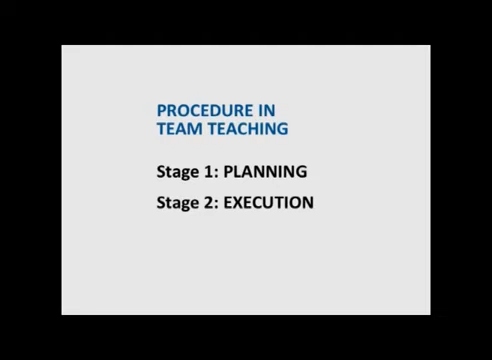 PROCEDURE IN
TEAM TEACHING
Stage 1: PLANNING
Stage 2: EXECUTION